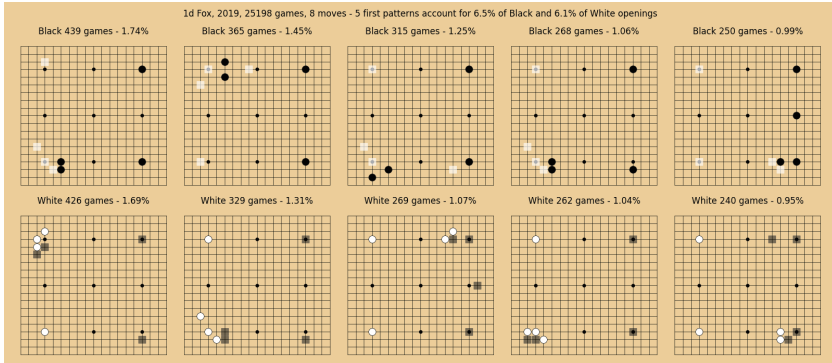 1d Fox, 2019, 25198 games, 8 moves - 5 first patterns account for 6.5% of Black and 6.1% of White openings
Black 439 games - 1.74%
Black 365 games - 1.45%
Black 315 games - 1.25%
Black 268 games - 1.06%
Black 250 games - 0.99%
White 426 games - 1.69%
White 329 games - 1.31%
White 269 games - 1.07%
White 262 games - 1.04%
White 240 games - 0.95%